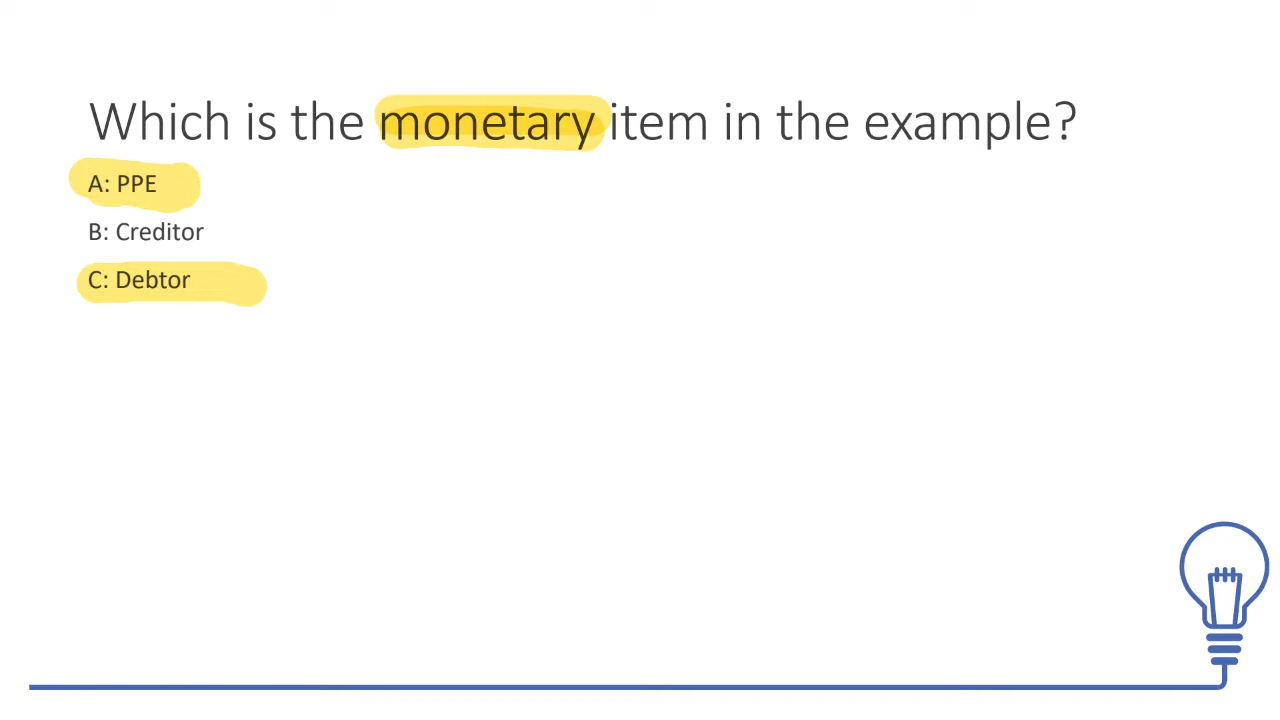 Which is the monetary item in the example?
A: PPE
B: Creditor
C: Debtor